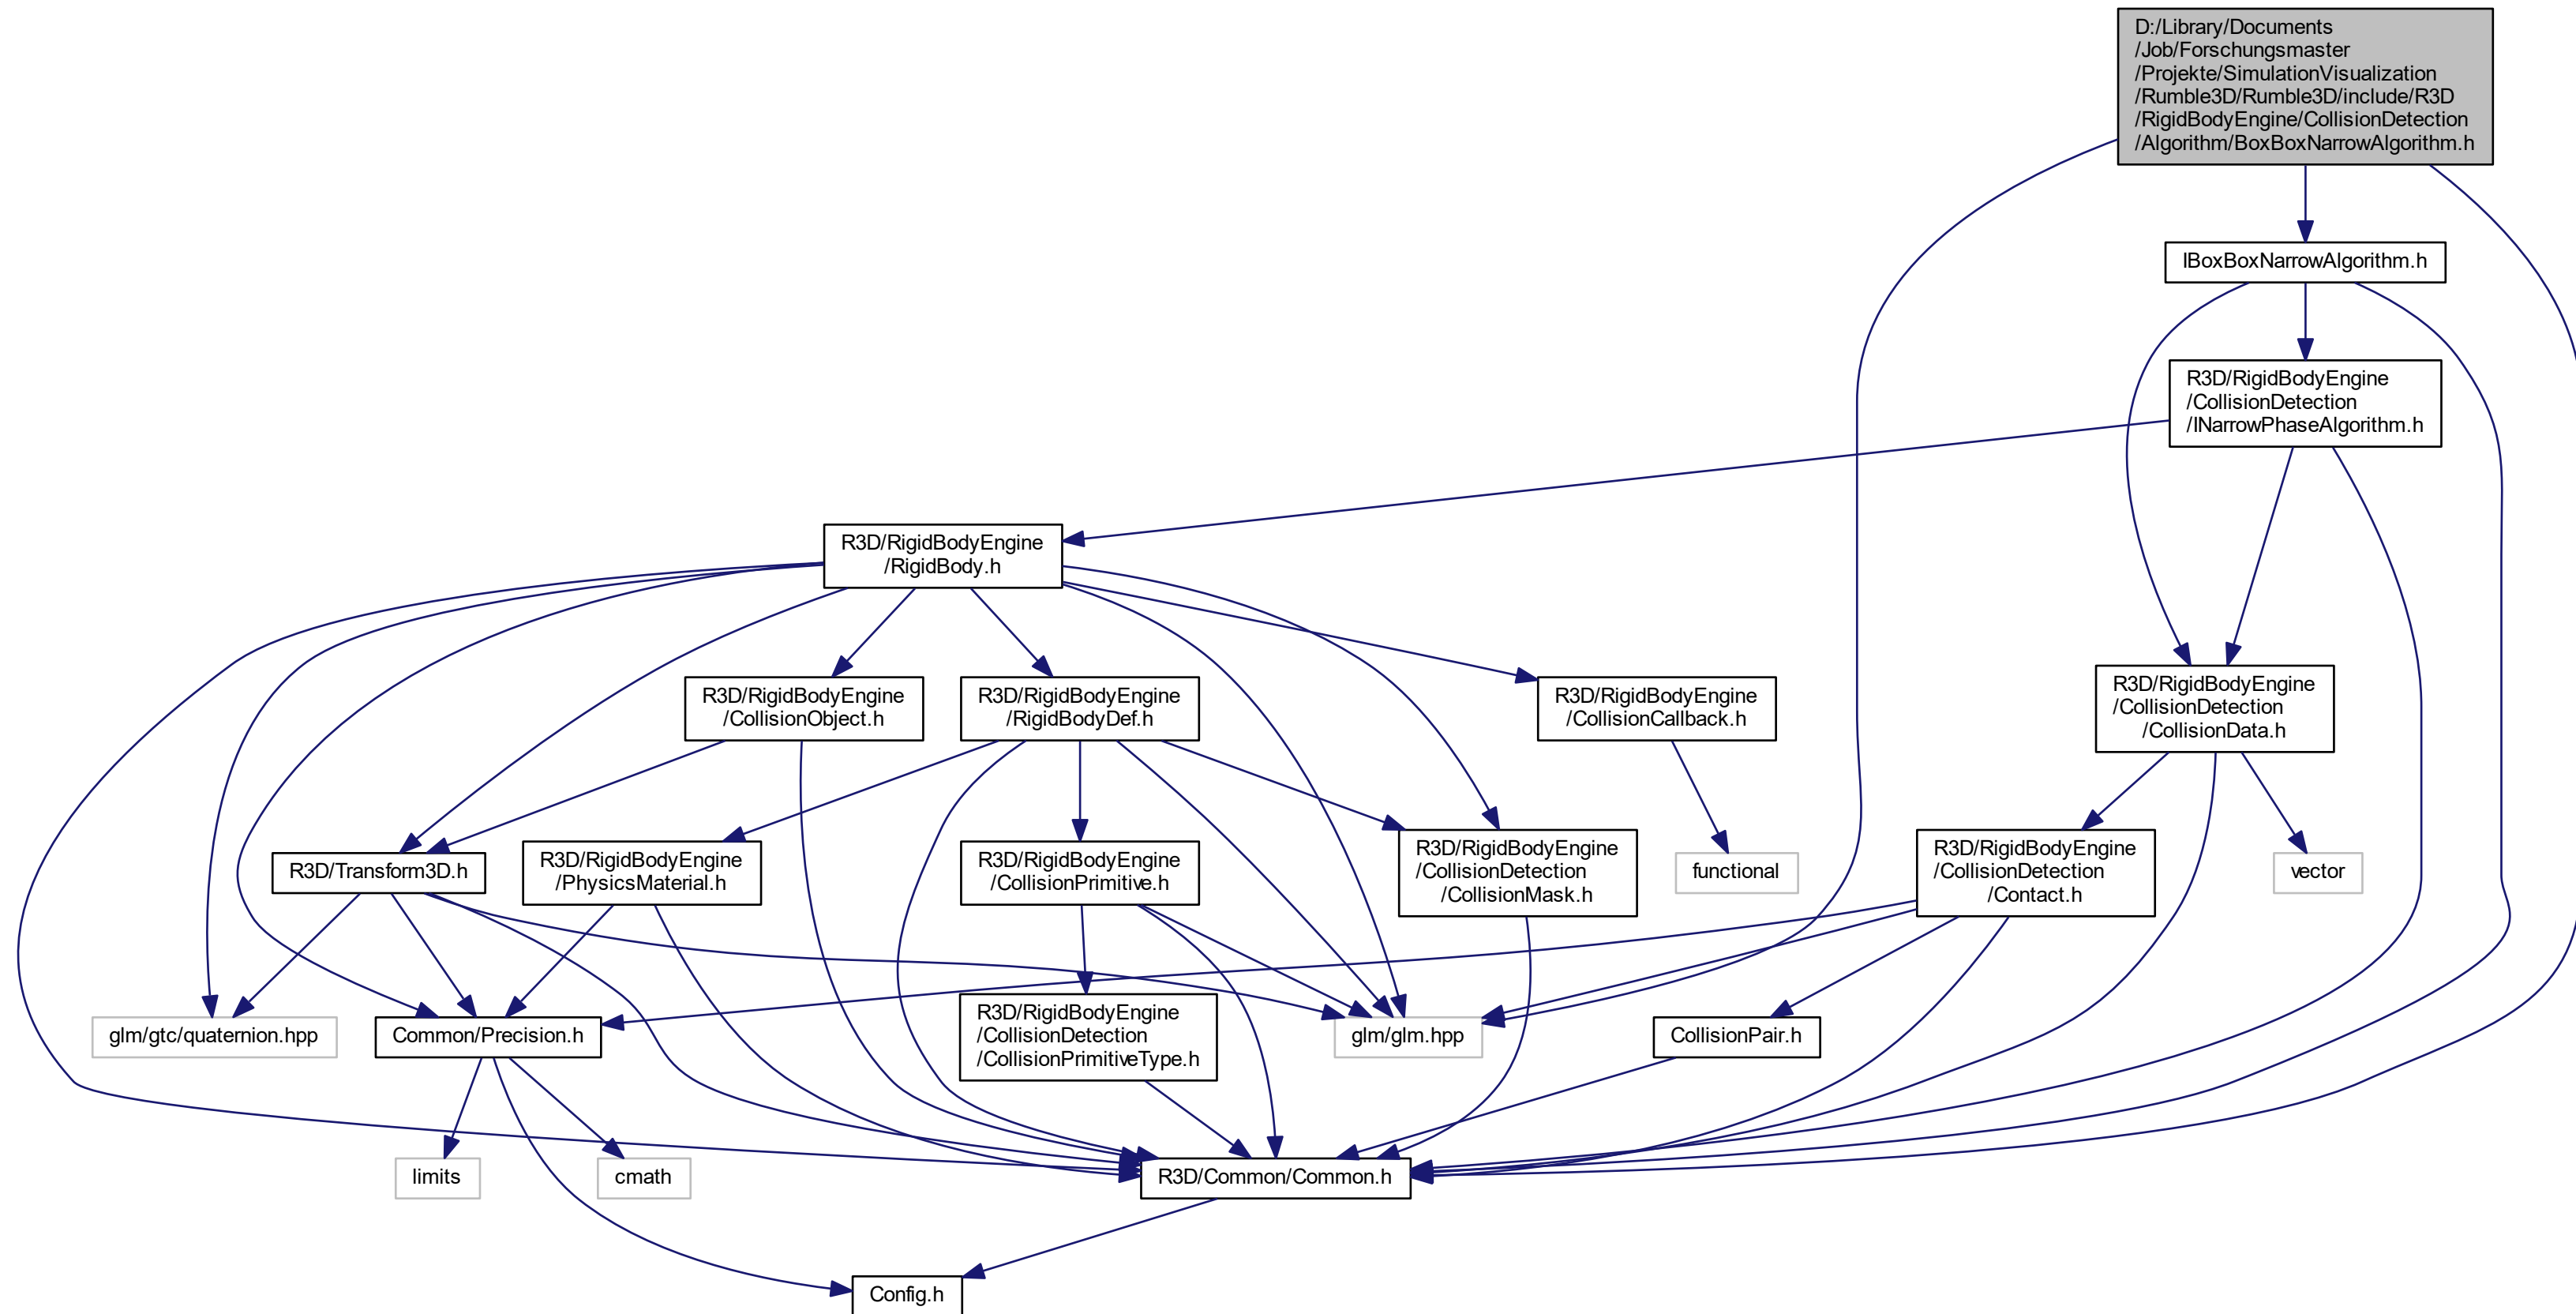 D:/Library/Documents
/Job/Forschungsmaster
/Projekte/SimulationVisualization
/Rumble3D/Rumble3D/include/R3D
/RigidBodyEngine/CollisionDetection
/Algorithm/BoxBoxNarrowAlgorithm.h
IBoxBoxNarrowAlgorithm.h
R3D/RigidBodyEngine
/CollisionDetection
/INarrowPhaseAlgorithm.h
R3D/RigidBodyEngine
/RigidBody.h
R3D/RigidBodyEngine
/CollisionObject.h
R3D/RigidBodyEngine
/RigidBodyDef.h
R3D/RigidBodyEngine
/CollisionCallback.h
R3D/RigidBodyEngine
/CollisionDetection
/CollisionData.h
R3D/Transform3D.h
R3D/RigidBodyEngine
/PhysicsMaterial.h
R3D/RigidBodyEngine
/CollisionPrimitive.h
R3D/RigidBodyEngine
/CollisionDetection
/CollisionMask.h
functional
R3D/RigidBodyEngine
/CollisionDetection
/Contact.h
vector
glm/gtc/quaternion.hpp
Common/Precision.h
R3D/RigidBodyEngine
/CollisionDetection
/CollisionPrimitiveType.h
glm/glm.hpp
CollisionPair.h
limits
cmath
R3D/Common/Common.h
Config.h